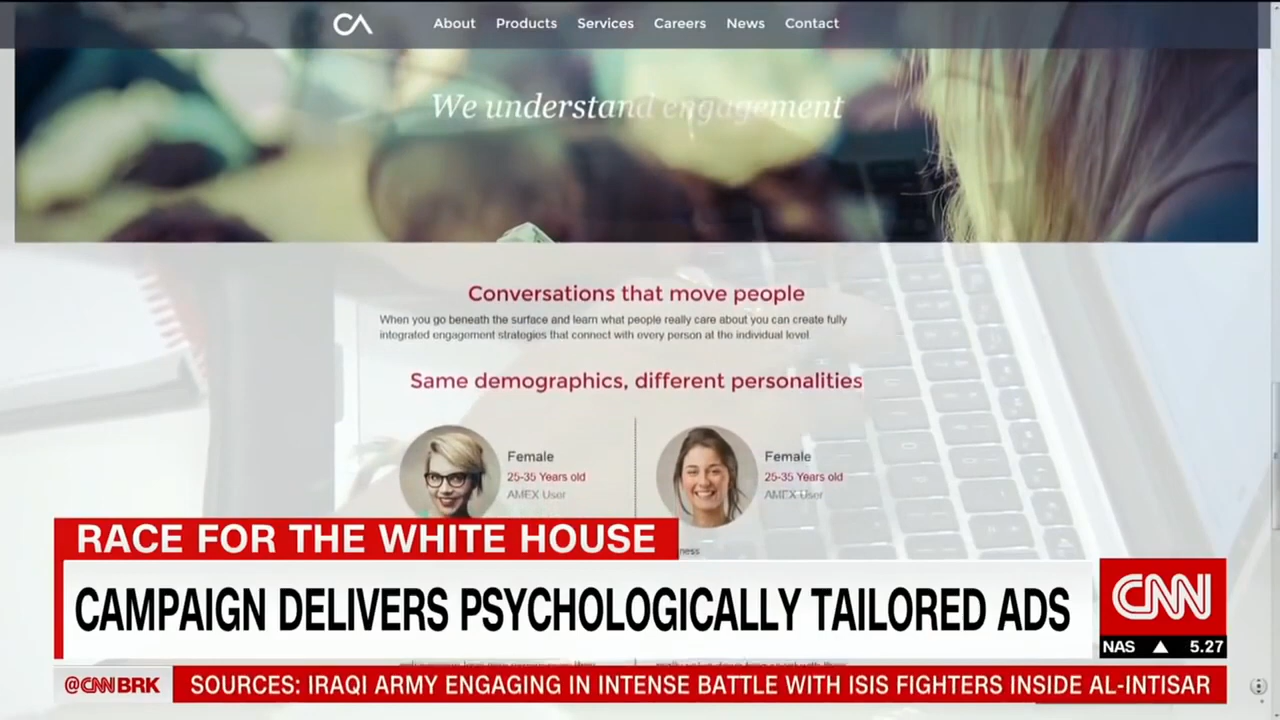 CA
About Products Services Careers News Contact
We understand engagement
Conversations that move people
When you go beneath the surface and learn what people really care about you can create fully
integrated engagement strategies that connect with every person at the individual level
Same demographics, different personalities
Female
25-35 Years old
AMEX User
Female
25-35 Years old
AMEX User
RACE FOR THE WHITE HOUSE
CAMPAIGN DELIVERS PSYCHOLOGICALLY TAILORED ADS
CNN
NAS ▲ 5.27
@CNNBRK
SOURCES: IRAQI ARMY ENGAGING IN INTENSE BATTLE WITH ISIS FIGHTERS INSIDE AL-INTISAR